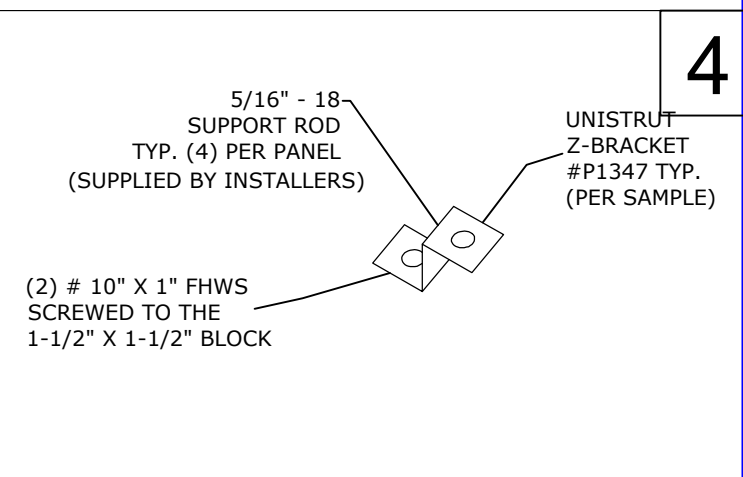 4
5/16" - 18
SUPPORT ROD
TYP. (4) PER PANEL
(SUPPLIED BY INSTALLERS)
UNISTRUT
Z-BRACKET
#P1347 TYP.
(PER SAMPLE)
(2) # 10" X 1" FHWS
SCREWED TO THE
1-1/2" X 1-1/2" BLOCK